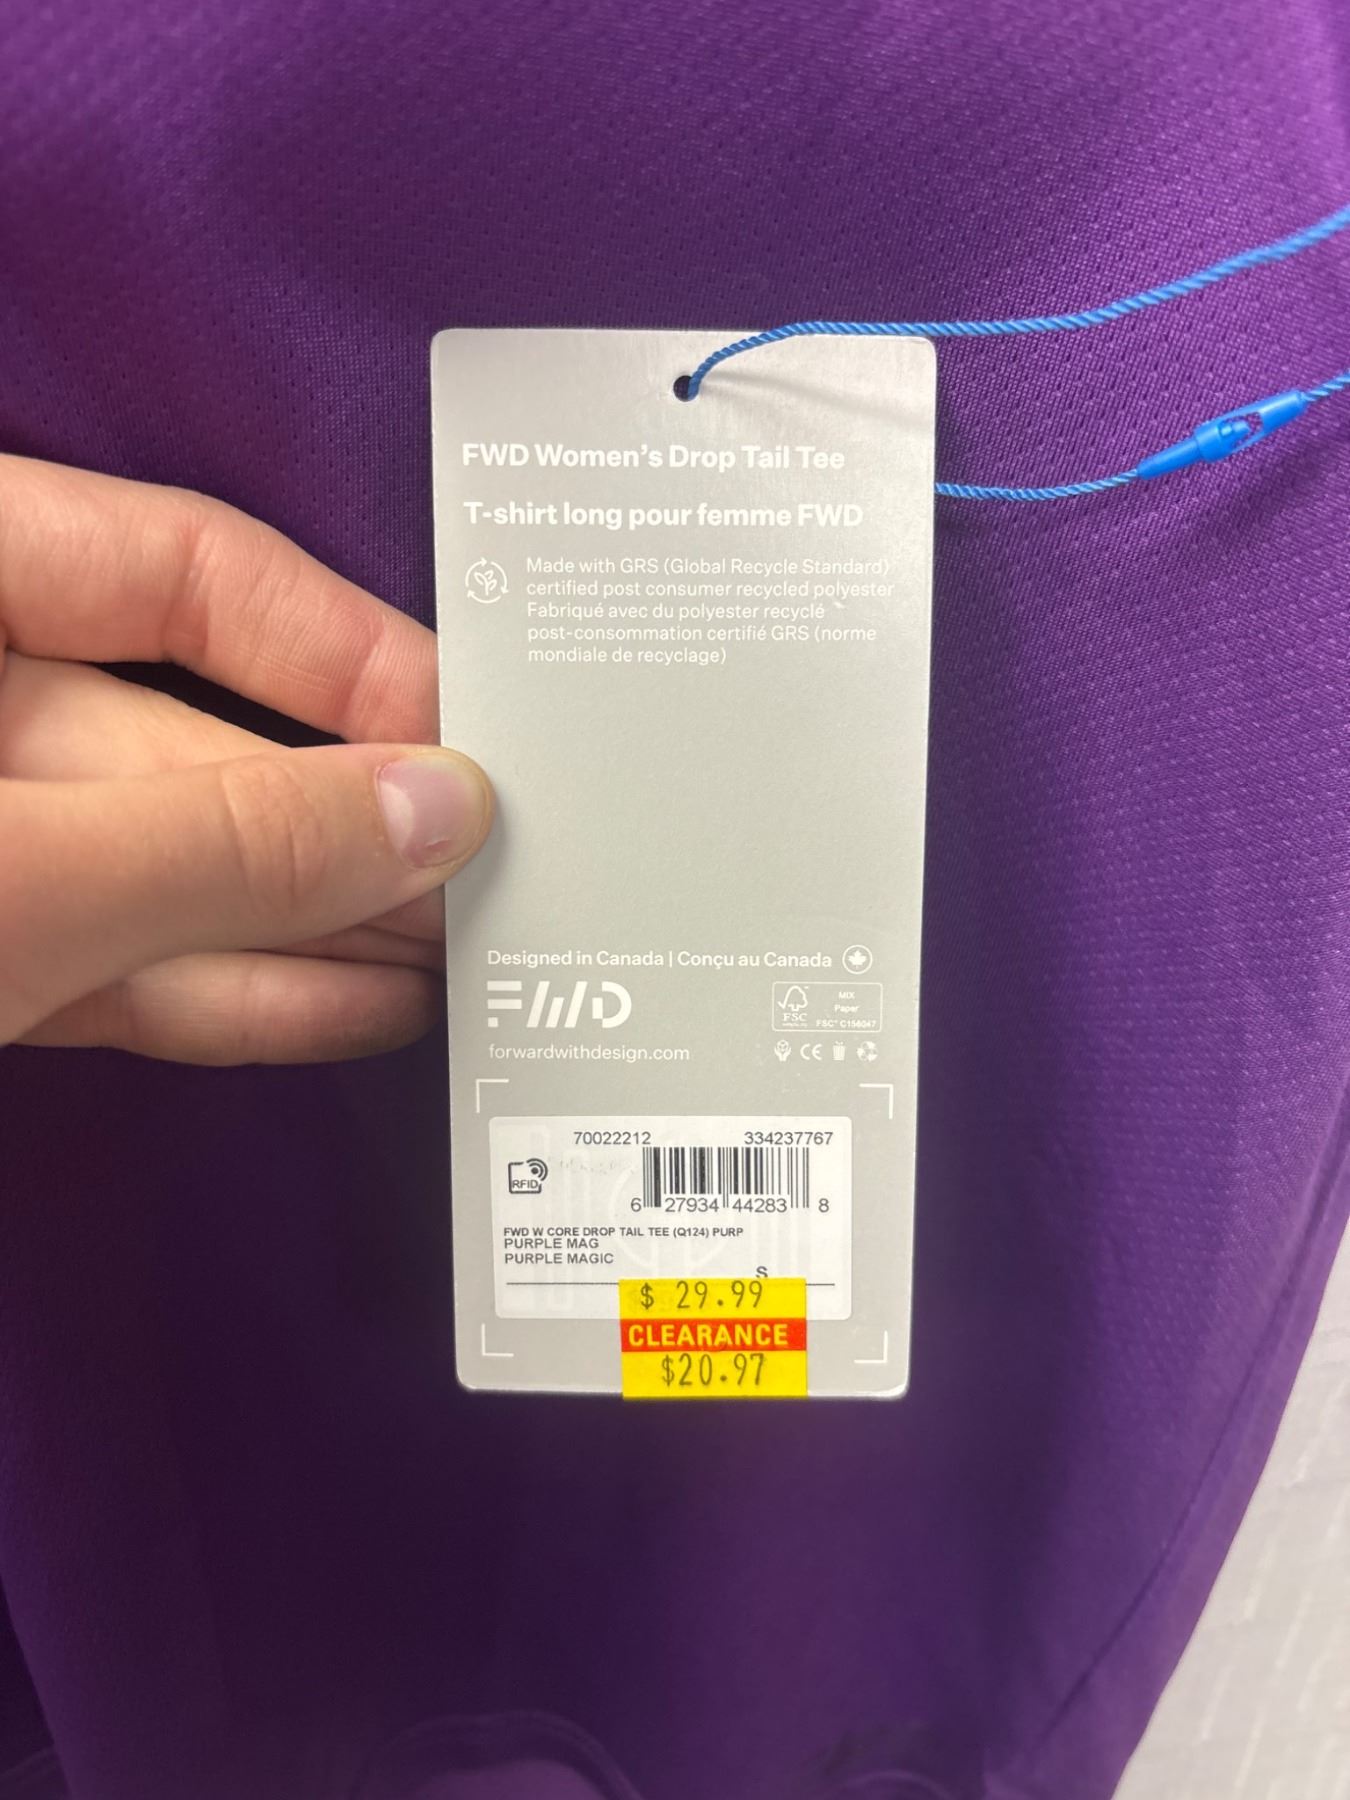 FWD Women's Drop Tail Tee
T-shirt long pour femme FWD
Made with GRS (Global Recycle Standard)
certified post consumer recycled polyester
Fabriqué avec du polyester recyclé
post-consommation certifié GRS (norme
mondiale de recyclage)
Designed in Canada | Conçu au Canada
FWD
MIX
Paper
FSC
FSC® C156047
forwardwithdesign.com
CE
70022212 334237767
RFID
6 27934 44283 8
FWD W CORE DROP TAIL TEE (Q124) PURP
PURPLE MAG
PURPLE MAGIC
S
$ 29.99
CLEARANCE
$20.97